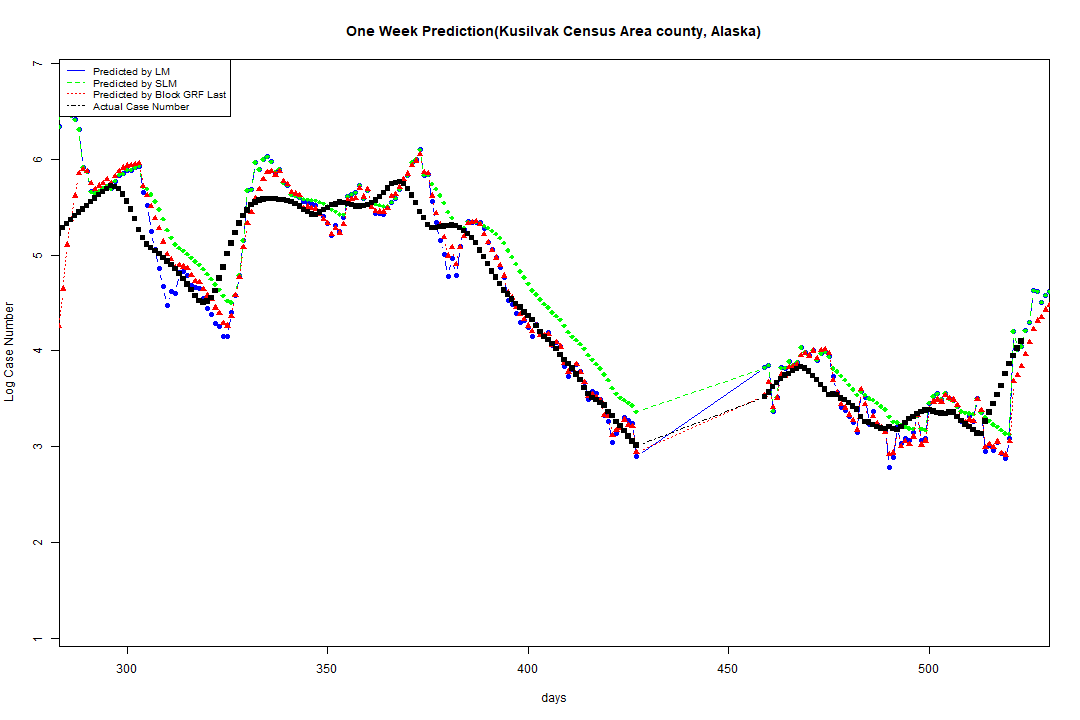 One Week Prediction(Kusilvak Census Area county, Alaska)
Predicted by LM
Predicted by SLM
Predicted by Block GRF Last
Actual Case Number
Log Case Number
7
6
5
4
3
2
1
300 350 400 450 500
days